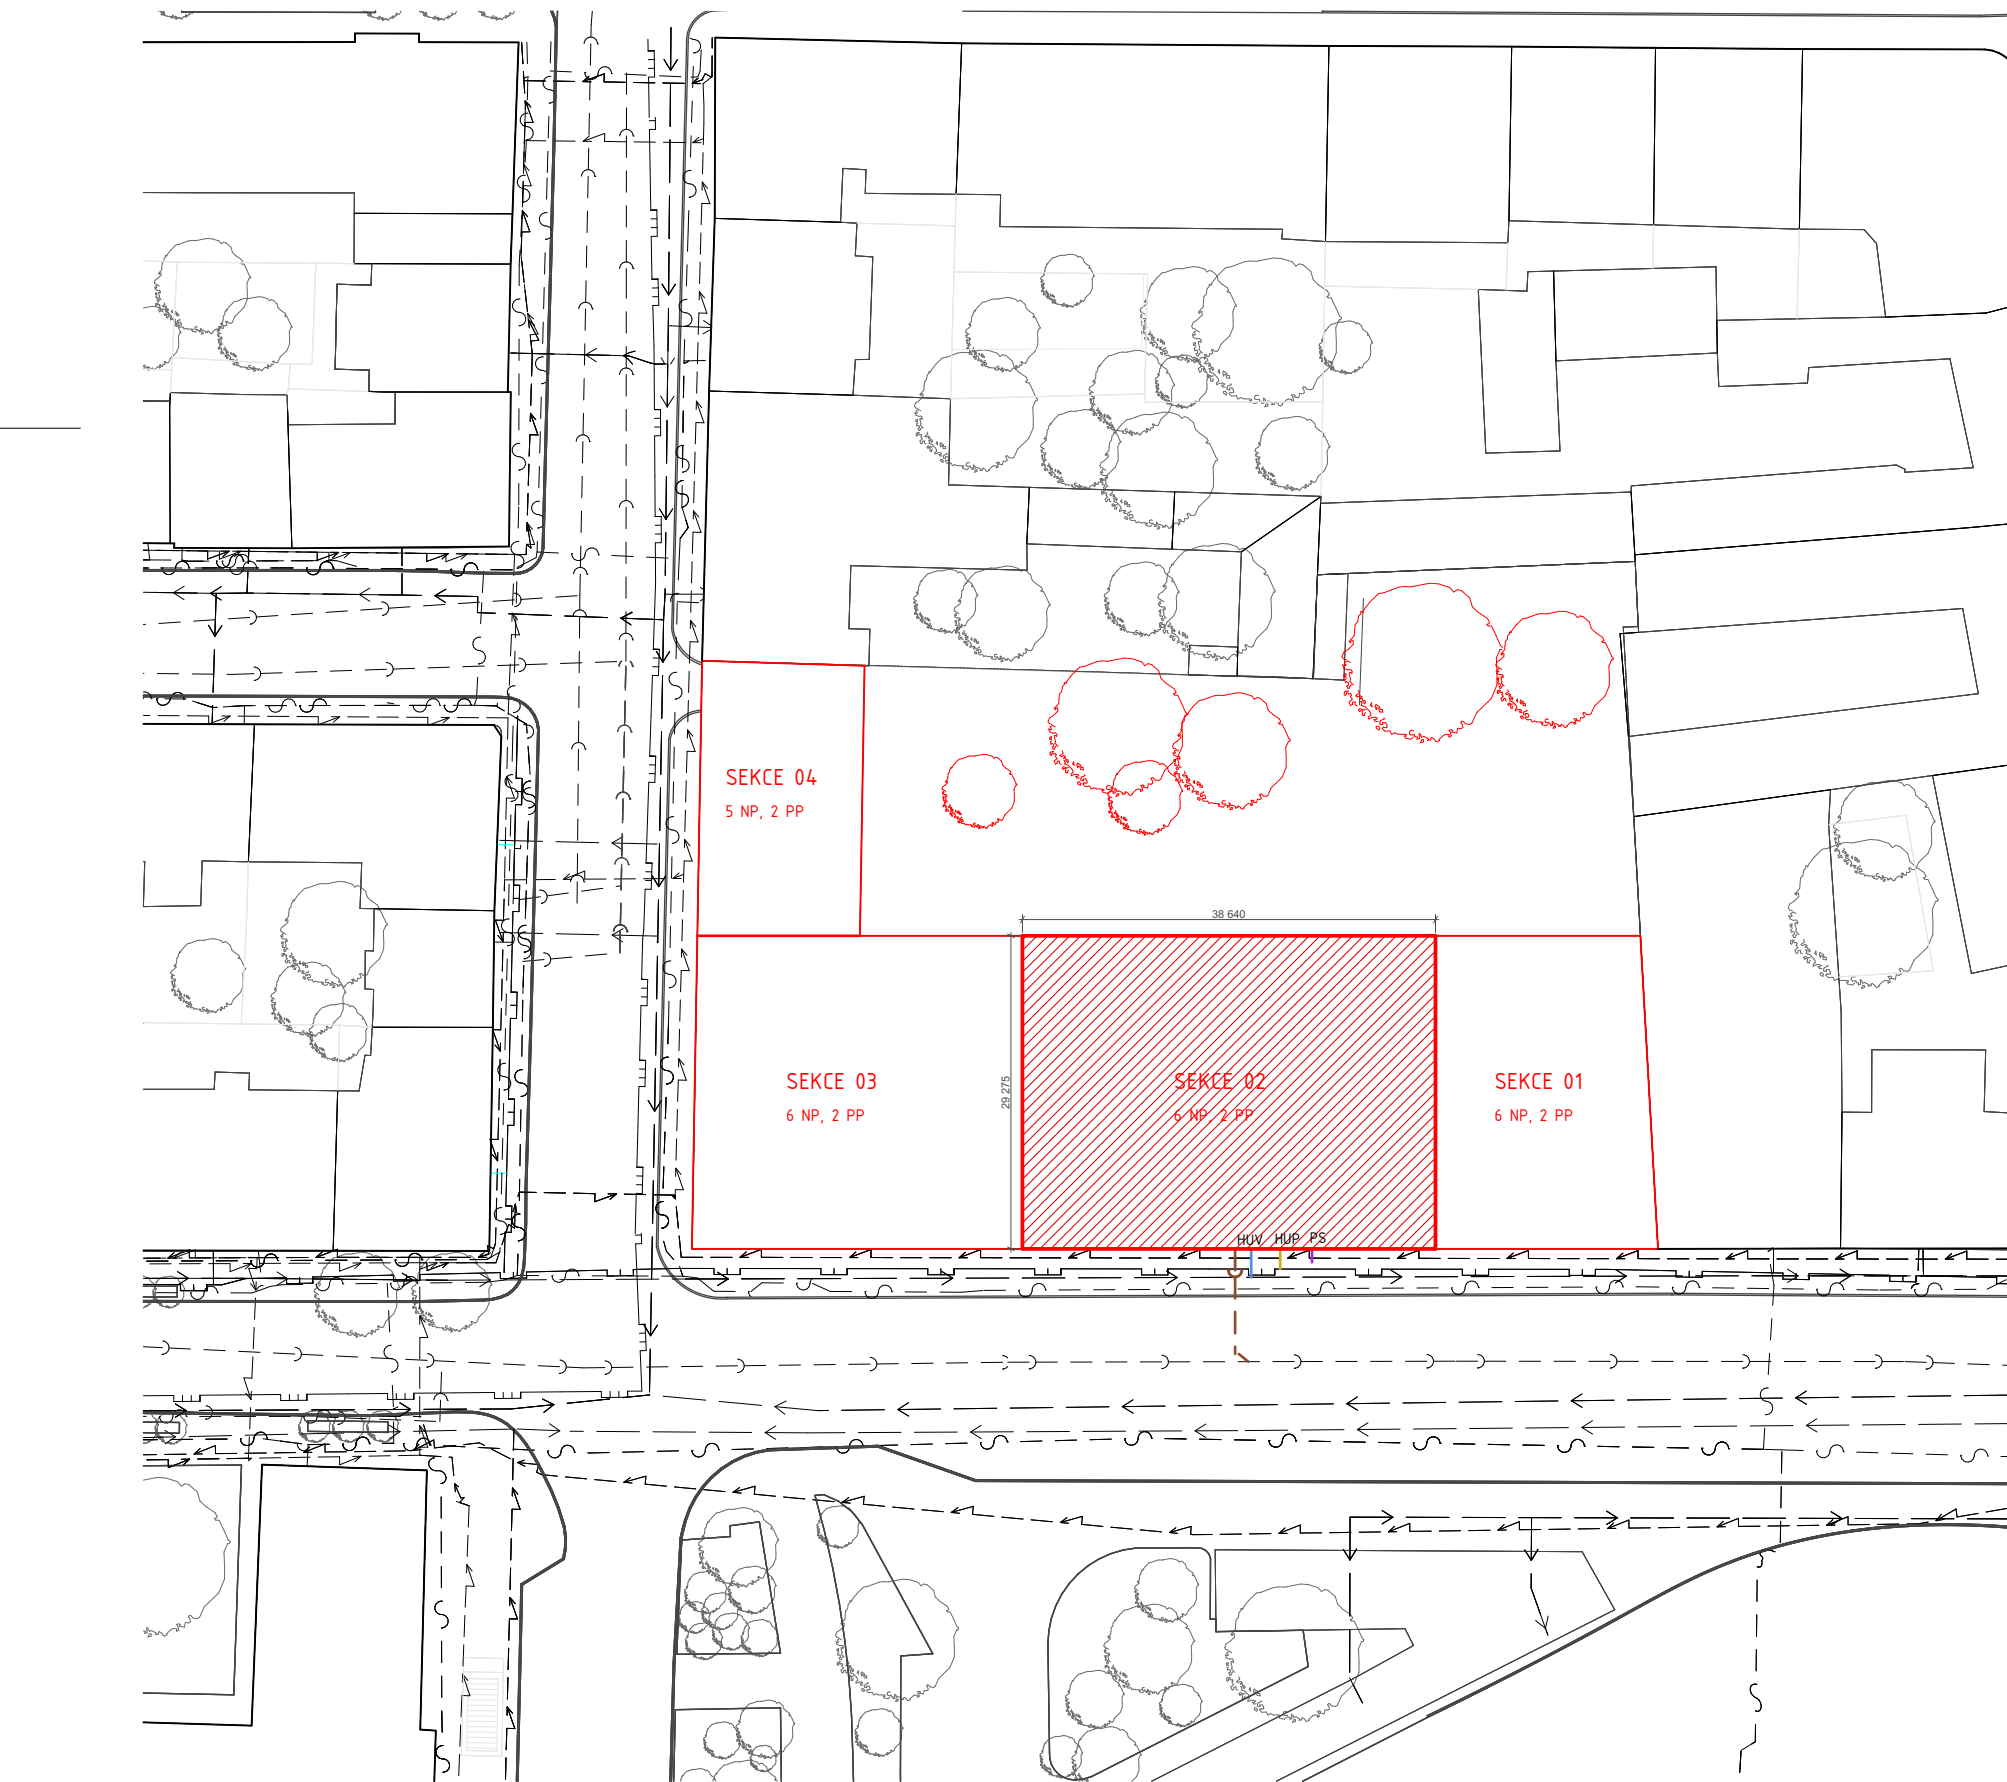 SEKCE 04
5 NP, 2 PP
38 640
29 275
SEKCE 03
6 NP, 2 PP
SEKCE 02
6 NP, 2 PP
SEKCE 01
6 NP, 2 PP
HUV HUP PS